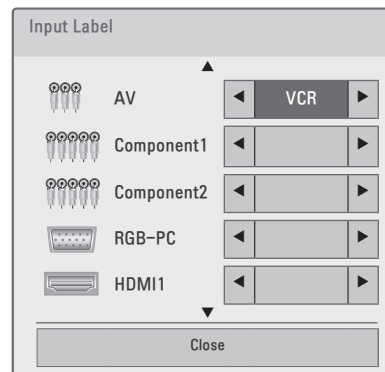 Input Label
AV VCR
Component1
Component2
RGB-PC
HDMI1
Close